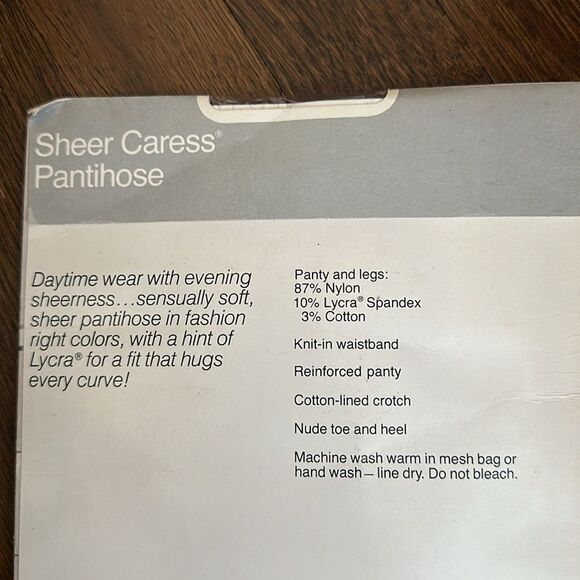 Sheer Caress®
Pantihose
Daytime wear with evening
sheerness...sensually soft,
sheer pantihose in fashion
right colors, with a hint of
Lycra® for a fit that hugs
every curve!
Panty and legs:
87% Nylon
10% Lycra® Spandex
3% Cotton
Knit-in waistband
Reinforced panty
Cotton-lined crotch
Nude toe and heel
Machine wash warm in mesh bag or
hand wash—line dry. Do not bleach.